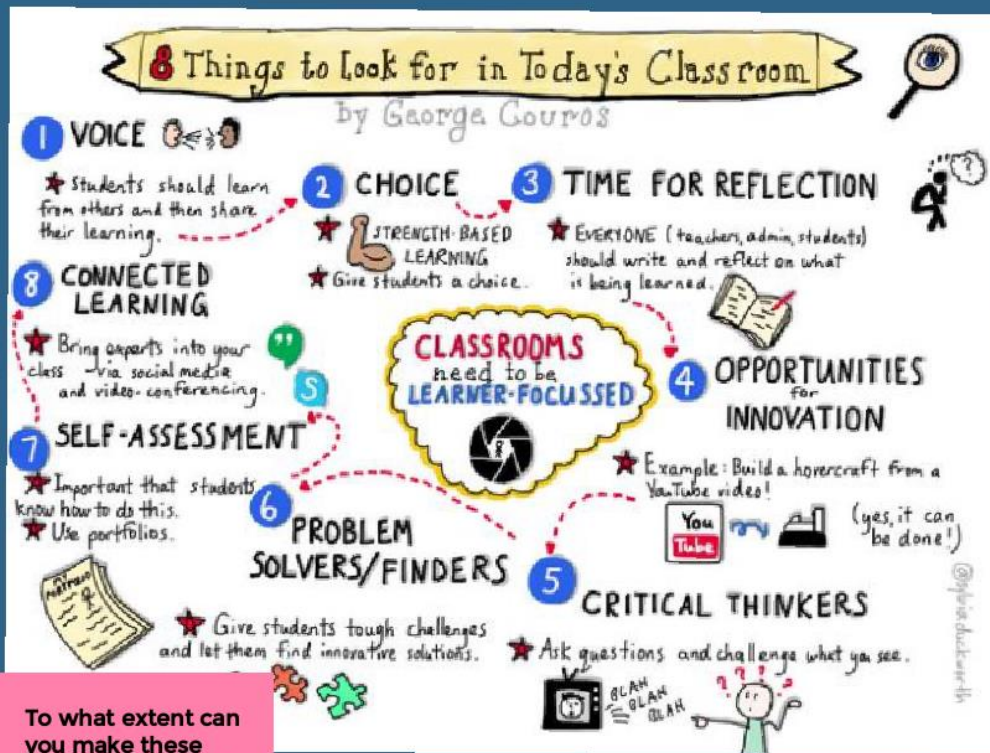 8 Things to Look for in Today's Classroom
by George Couros
1 VOICE
★ Students should learn
from others and then share
their learning.
2 CHOICE
★ STRENGTH-BASED
LEARNING
★ Give students a choice.
3 TIME FOR REFLECTION
★ EVERYONE (teachers, admin, students)
should write and reflect on what
is being learned.
CLASSROOMS
need to be
LEARNER-FOCUSSED
4 OPPORTUNITIES
for
INNOVATION
★ Example: Build a hovercraft from a
YouTube video!
You
Tube
(yes, it can
be done!)
5 CRITICAL THINKERS
★ Ask questions and challenge what you see.
BLAH
BLAH
BLAH
? ? ? ?
6 PROBLEM
SOLVERS/FINDERS
★ Give students tough challenges
and let them find innovative solutions.
7 SELF-ASSESSMENT
★ Important that students
know how to do this.
★ Use portfolios.
PORTFOLIO
8 CONNECTED
LEARNING
★ Bring experts into your
class via social media
and video-conferencing.
S
?
@sylviaduckworth
To what extent can
you make these